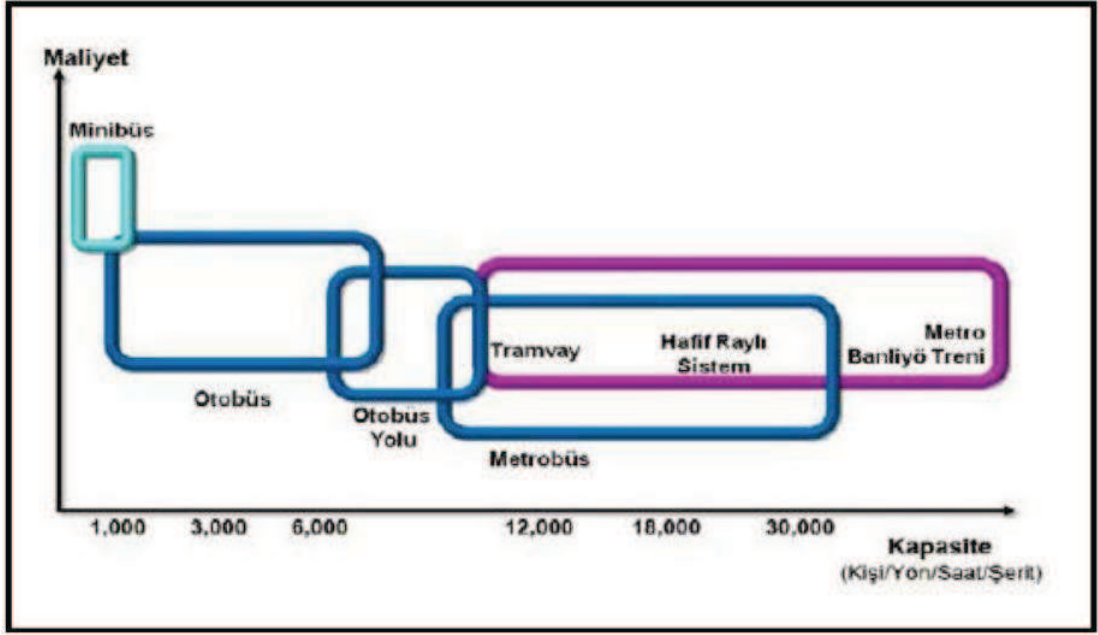 Maliyet
Minibüs
Tramvay
Hafif Raylı
Sistem
Metro
Banliyö Treni
Otobüs
Otobüs
Yolu
Metrobüs
1,000 3,000 6,000 12,000 18,000 30,000
Kapasite
(Kişi/Yön/Saat/Şerit)